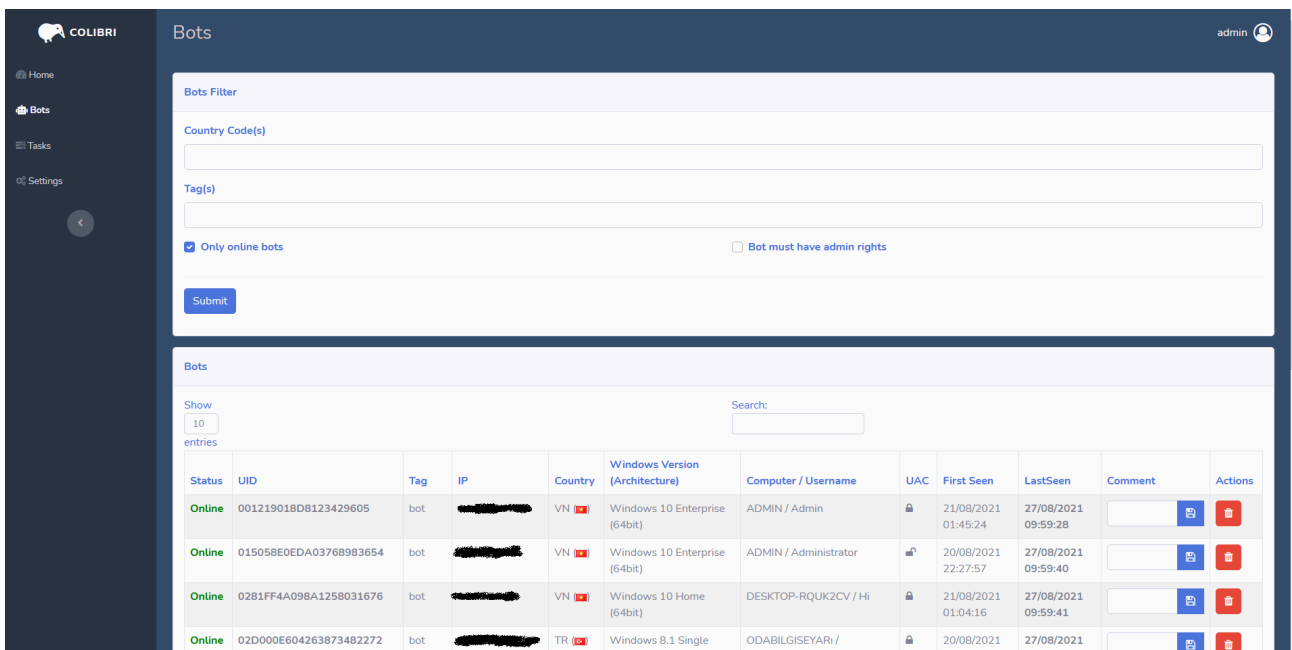 COLIBRI
Bots
admin
Home
Bots
Tasks
Settings
Bots Filter
Country Code(s)
Tag(s)
Only online bots
Bot must have admin rights
Submit
Bots
Show
10
entries
Search:
Status UID Tag IP Country Windows Version (Architecture) Computer / Username UAC First Seen LastSeen Comment Actions
Online 001219018D8123429605 bot VN Windows 10 Enterprise (64bit) ADMIN / Admin 21/08/2021 01:45:24 27/08/2021 09:59:28
Online 015058E0EDA03768983654 bot VN Windows 10 Enterprise (64bit) ADMIN / Administrator 20/08/2021 22:27:57 27/08/2021 09:59:40
Online 0281FF4A098A1258031676 bot VN Windows 10 Home (64bit) DESKTOP-RQUK2CV / Hi 21/08/2021 01:04:16 27/08/2021 09:59:41
Online 02D000E604263873482272 bot TR Windows 8.1 Single ODABILGISEYARı / 20/08/2021 27/08/2021